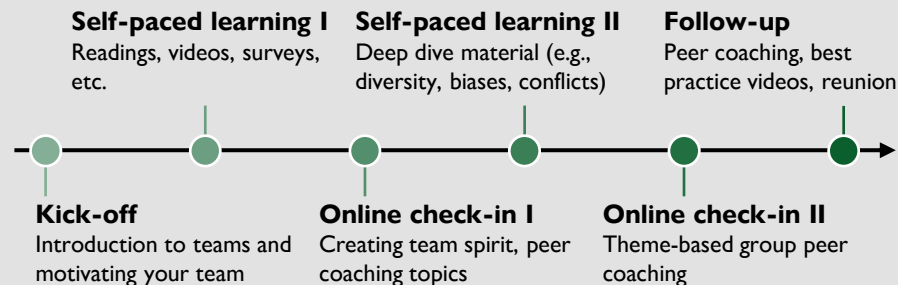 Self-paced learning I
Readings, videos, surveys,
etc.
Self-paced learning II
Deep dive material (e.g.,
diversity, biases, conflicts)
Follow-up
Peer coaching, best
practice videos, reunion
Kick-off
Introduction to teams and
motivating your team
Online check-in I
Creating team spirit, peer
coaching topics
Online check-in II
Theme-based group peer
coaching